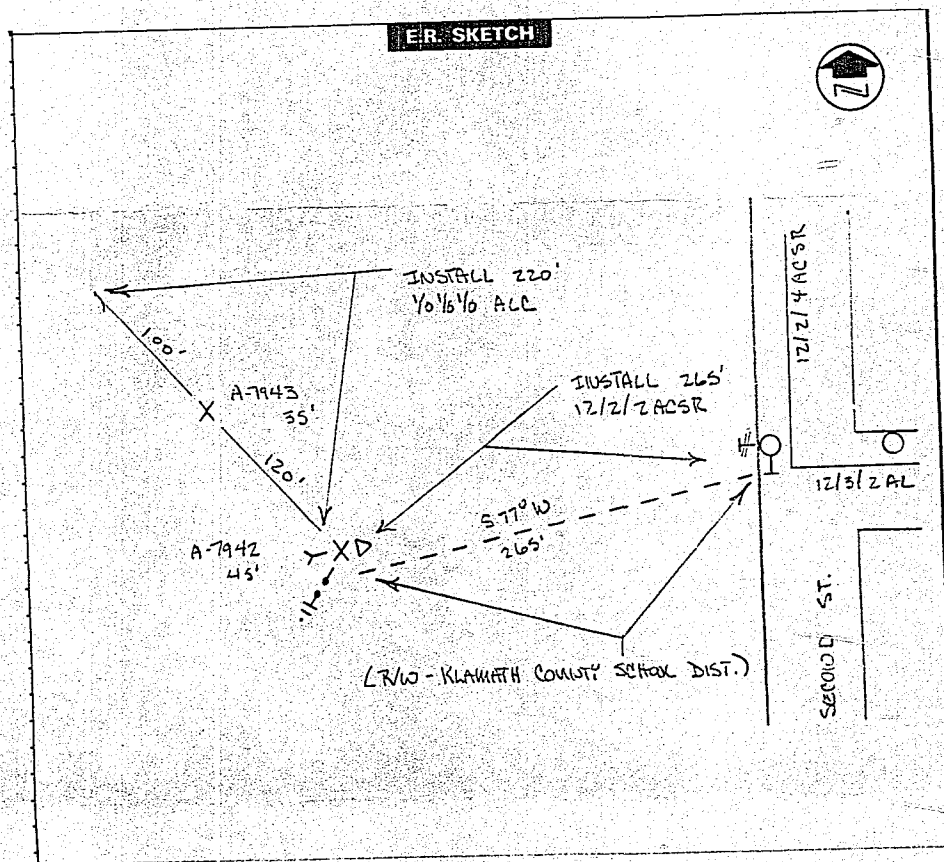 E.R. SKETCH
N
INSTALL 220'
1/0 1/0 1/0 ALC
12/2/4 ACSR
100'
A-7943
35'
INSTALL 265'
12/2/2 ACSR
120'
12/3/2 AL
S 77° W
265'
A-7942
45'
SECOND ST.
(R/W - KLAMATH COUNTY SCHOOL DIST.)